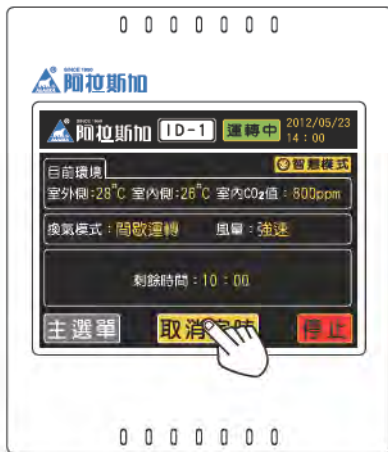 SINCE 1968
阿拉斯加
阿拉斯加 ID-1 運轉中 2012/05/23
14:00
目前環境 智慧模式
室外側:28°C 室內側:26°C 室內CO₂值:800ppm
換氣模式:間歇運轉 風量:強速
剩餘時間:10:00
主選單 取消 停止